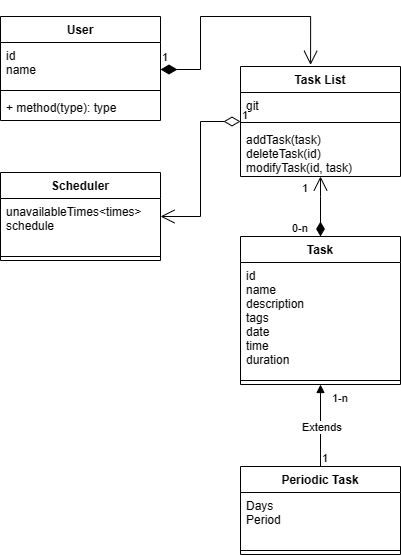 User
id
name
+ method(type): type
1
Task List
git
1
addTask(task)
deleteTask(id)
modifyTask(id, task)
Scheduler
unavailableTimes<times>
schedule
1
0-n
Task
id
name
description
tags
date
time
duration
1-n
Extends
1
Periodic Task
Days
Period